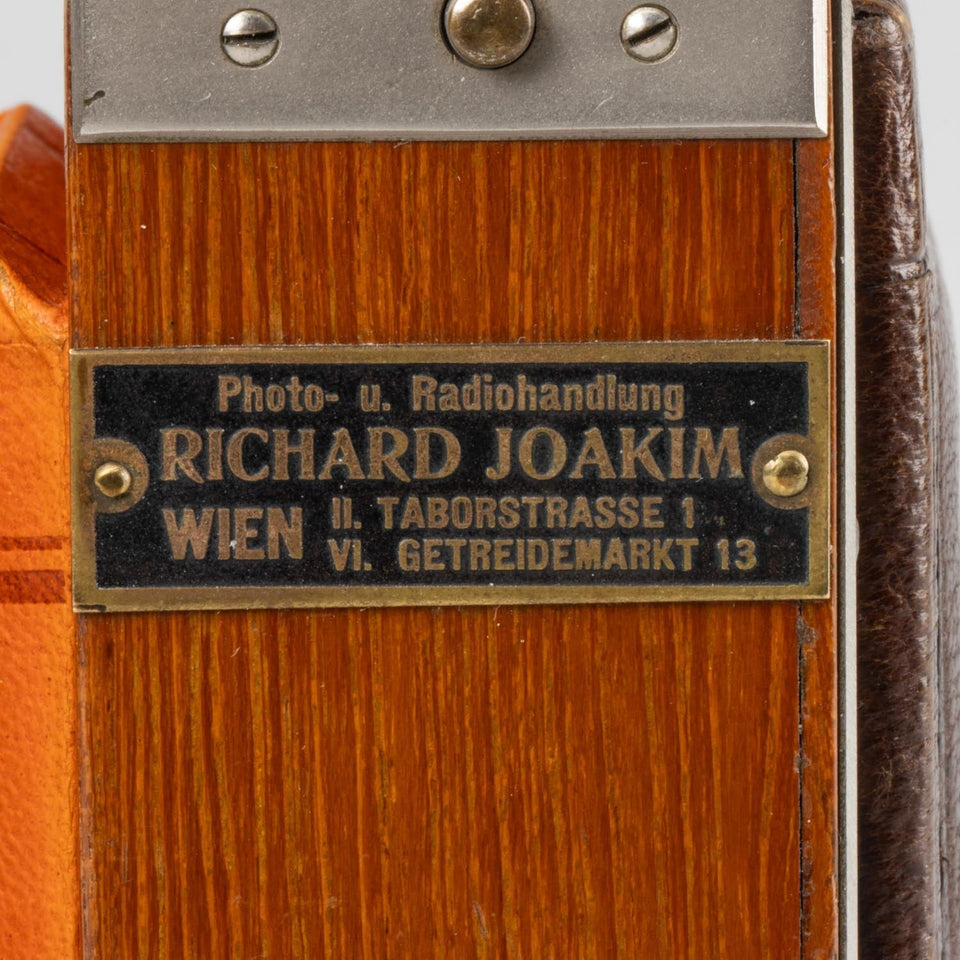 Photo- u. Radiohandlung
RICHARD JOAKIM
WIEN II. TABORSTRASSE 1
VI. GETREIDEMARKT 13